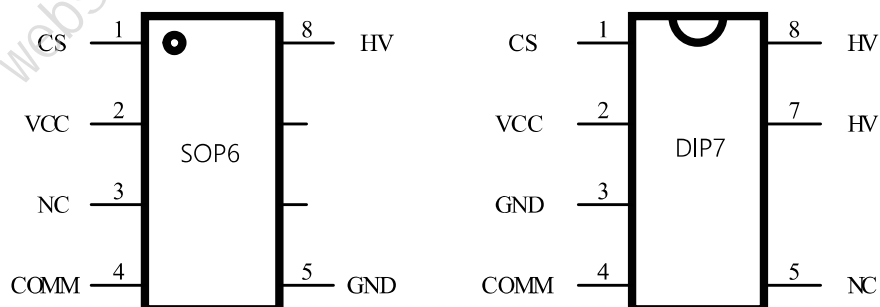 CS 1 8 HV
VCC 2
SOP6
NC 3
COMM 4 5 GND
CS 1 8 HV
VCC 2 7 HV
DIP7
GND 3
COMM 4 5 NC